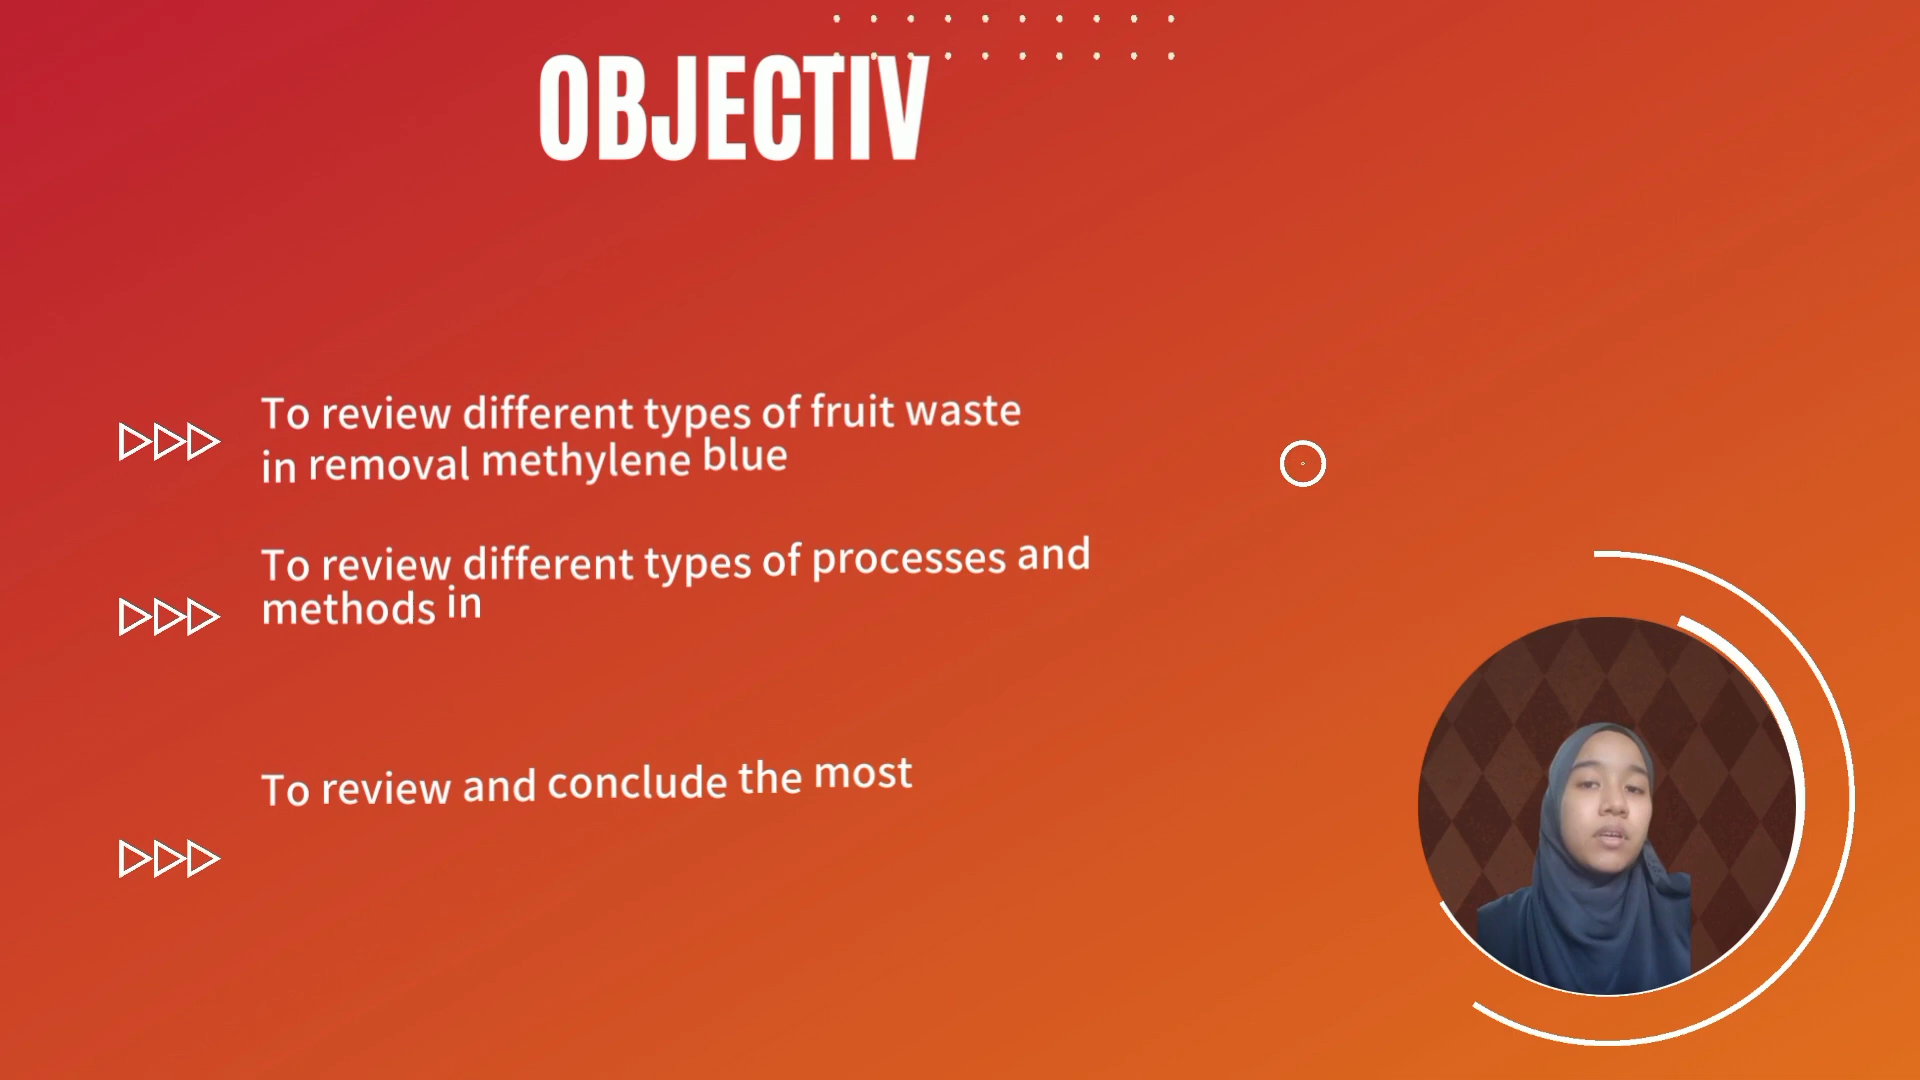 OBJECTIV
To review different types of fruit waste
in removal methylene blue
To review different types of processes and
methods in
To review and conclude the most